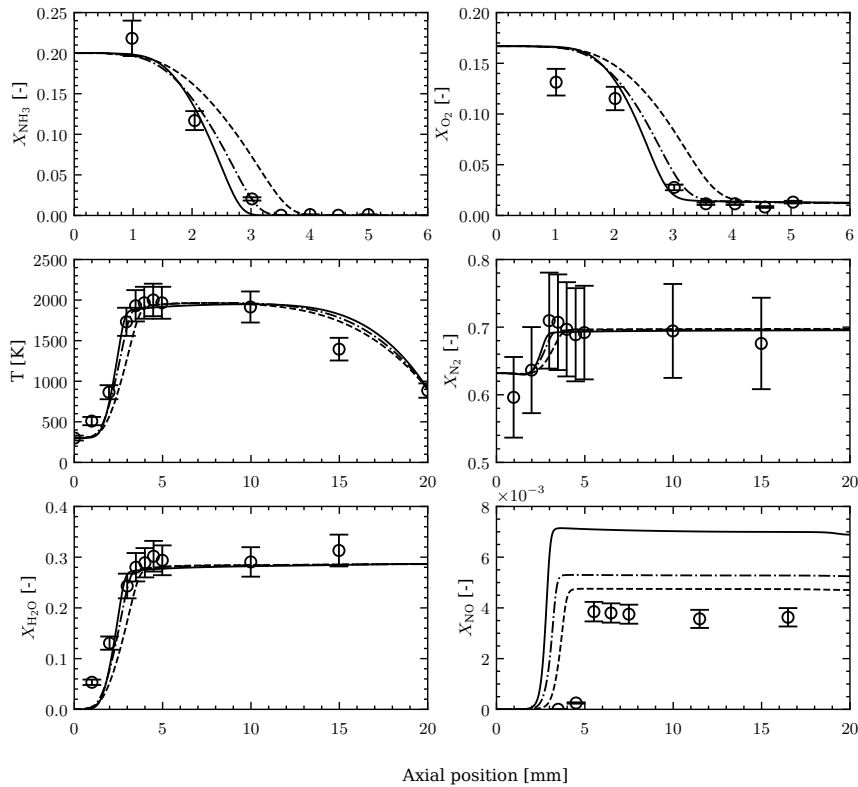 0.25 0.20 0.15 0.10 0.05 0.00
X_NH3 [-]
0 1 2 3 4 5 6
0.20 0.15 0.10 0.05 0.00
X_O2 [-]
0 1 2 3 4 5 6
2500 2000 1500 1000 500 0
T [K]
0 5 10 15 20
0.8 0.7 0.6 0.5
X_N2 [-]
0 5 10 15 20
0.4 0.3 0.2 0.1 0.0
X_H2O [-]
0 5 10 15 20
×10⁻³
8 6 4 2 0
X_NO [-]
0 5 10 15 20
Axial position [mm]